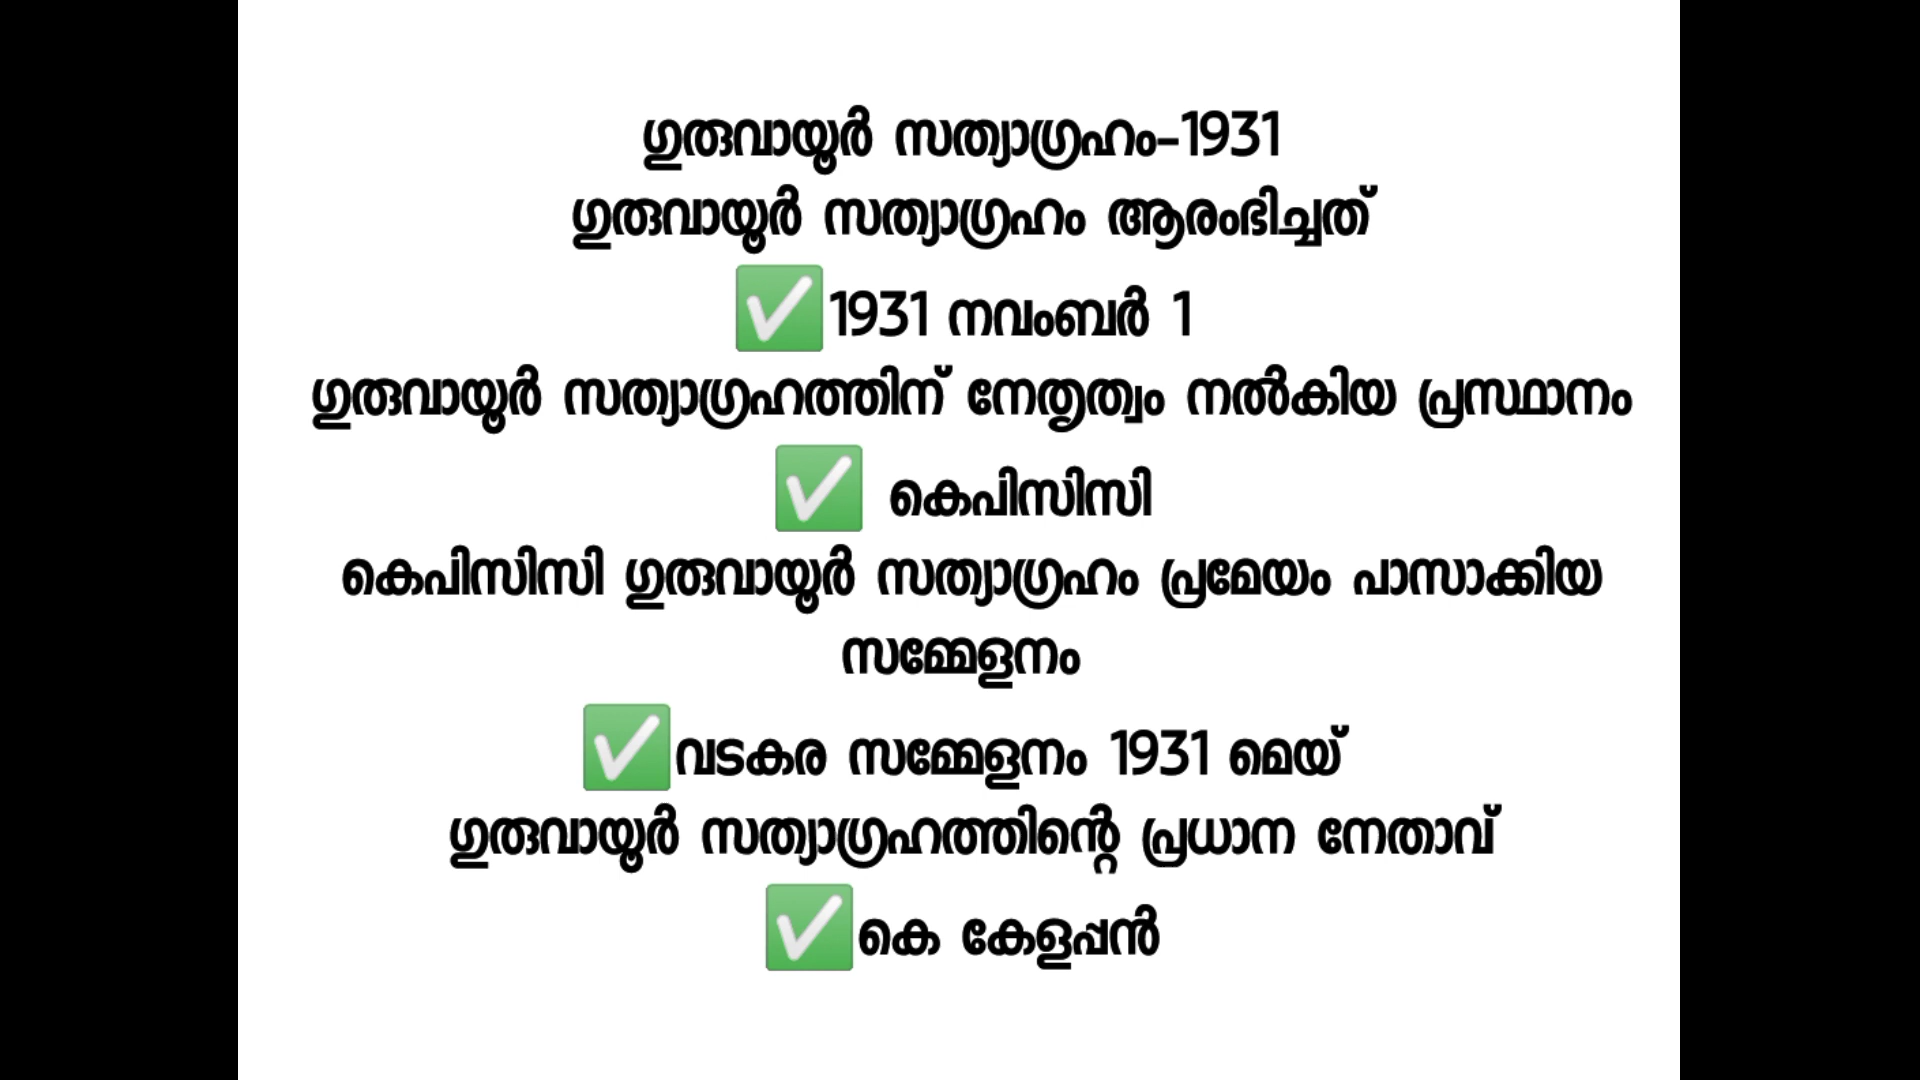 ഗുരുവായൂർ സത്യാഗ്രഹം-1931
ഗുരുവായൂർ സത്യാഗ്രഹം ആരംഭിച്ചത്
✅1931 നവംബർ 1
ഗുരുവായൂർ സത്യാഗ്രഹത്തിന് നേതൃത്വം നൽകിയ പ്രസ്ഥാനം
✅ കെപിസിസി
കെപിസിസി ഗുരുവായൂർ സത്യാഗ്രഹം പ്രമേയം പാസാക്കിയ
സമ്മേളനം
✅വടകര സമ്മേളനം 1931 മെയ്
ഗുരുവായൂർ സത്യാഗ്രഹത്തിന്റെ പ്രധാന നേതാവ്
✅കെ കേളപ്പൻ